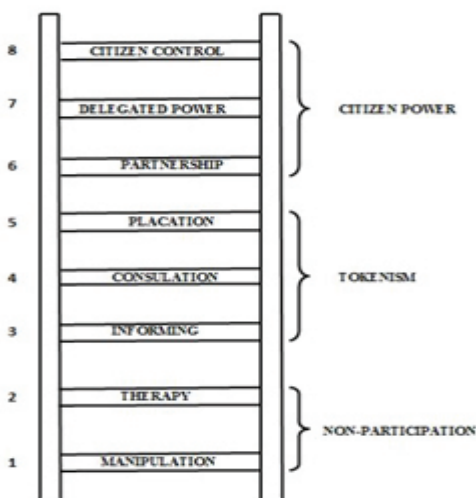 8 CITIZEN CONTROL
7 DELEGATED POWER
CITIZEN POWER
6 PARTNERSHIP
5 PLACATION
4 CONSULATION
TOKENISM
3 INFORMING
2 THERAPY
NON-PARTICIPATION
1 MANIPULATION